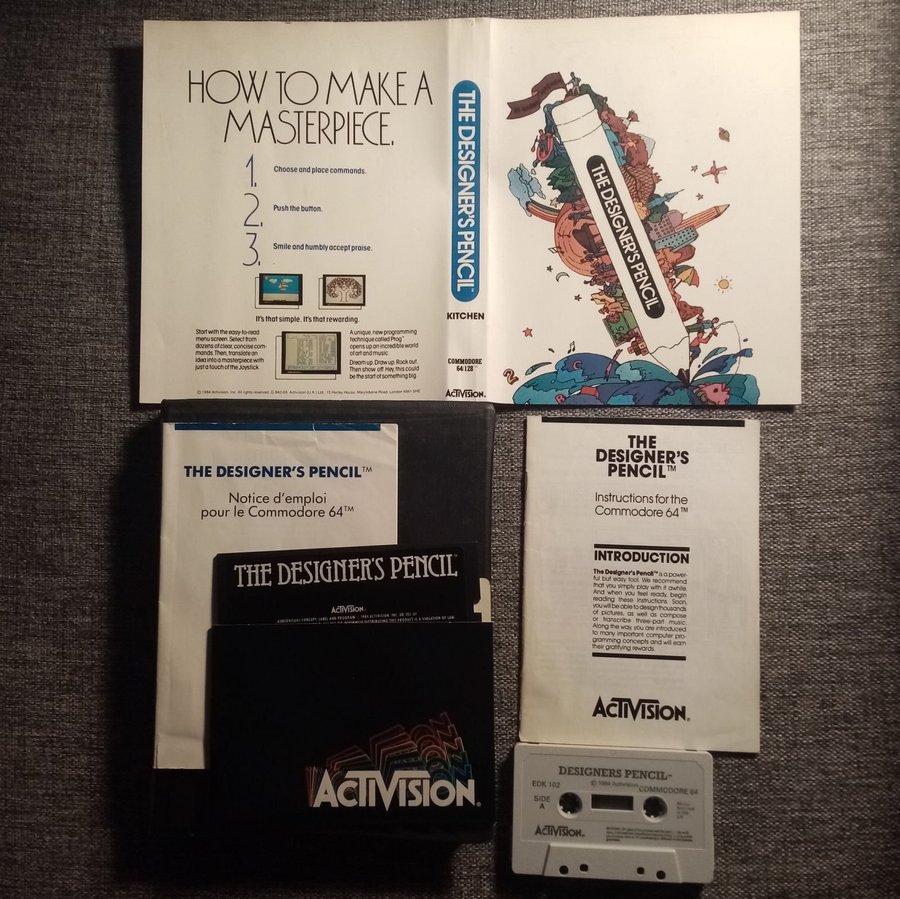 HOW TO MAKE A
MASTERPIECE.
1. Choose and place commands.
2. Push the button.
3. Smile and humbly accept praise.
It's that simple. It's that rewarding.
Start with the easy-to-read
menu screen. Select from
dozens of clear, concise com-
mands. Then, translate an
idea into a masterpiece with
just a touch of the Joystick.
A unique, new programming
technique called Prog™
opens up an incredible world
of art and music
Dream up. Draw up. Rock out.
Then show off. Hey, this could
be the start of something big.
THE DESIGNER'S PENCIL™
KITCHEN
COMMODORE
64/128™
ACTIVISION.
THE DESIGNER'S PENCIL
THE DESIGNER'S PENCIL™
Notice d'emploi
pour le Commodore 64™
THE DESIGNER'S PENCIL™
ACTIVISION.
ACTIVISION®
THE
DESIGNER'S
PENCIL™
Instructions for the
Commodore 64™
INTRODUCTION
The Designer's Pencil™ is a power-
ful but easy tool. We recommend
that you simply play with it awhile.
And when you feel ready, begin
reading these instructions. Soon,
you will be able to design thousands
of pictures, as well as compose
or transcribe three-part music.
Along the way, you are introduced
to many important computer pro-
gramming concepts and will earn
their gratifying rewards.
ACTIVISION®
DESIGNERS PENCIL™
© 1984 Activision
EDK 102
COMMODORE 64
SIDE
A
ACTIVISION.